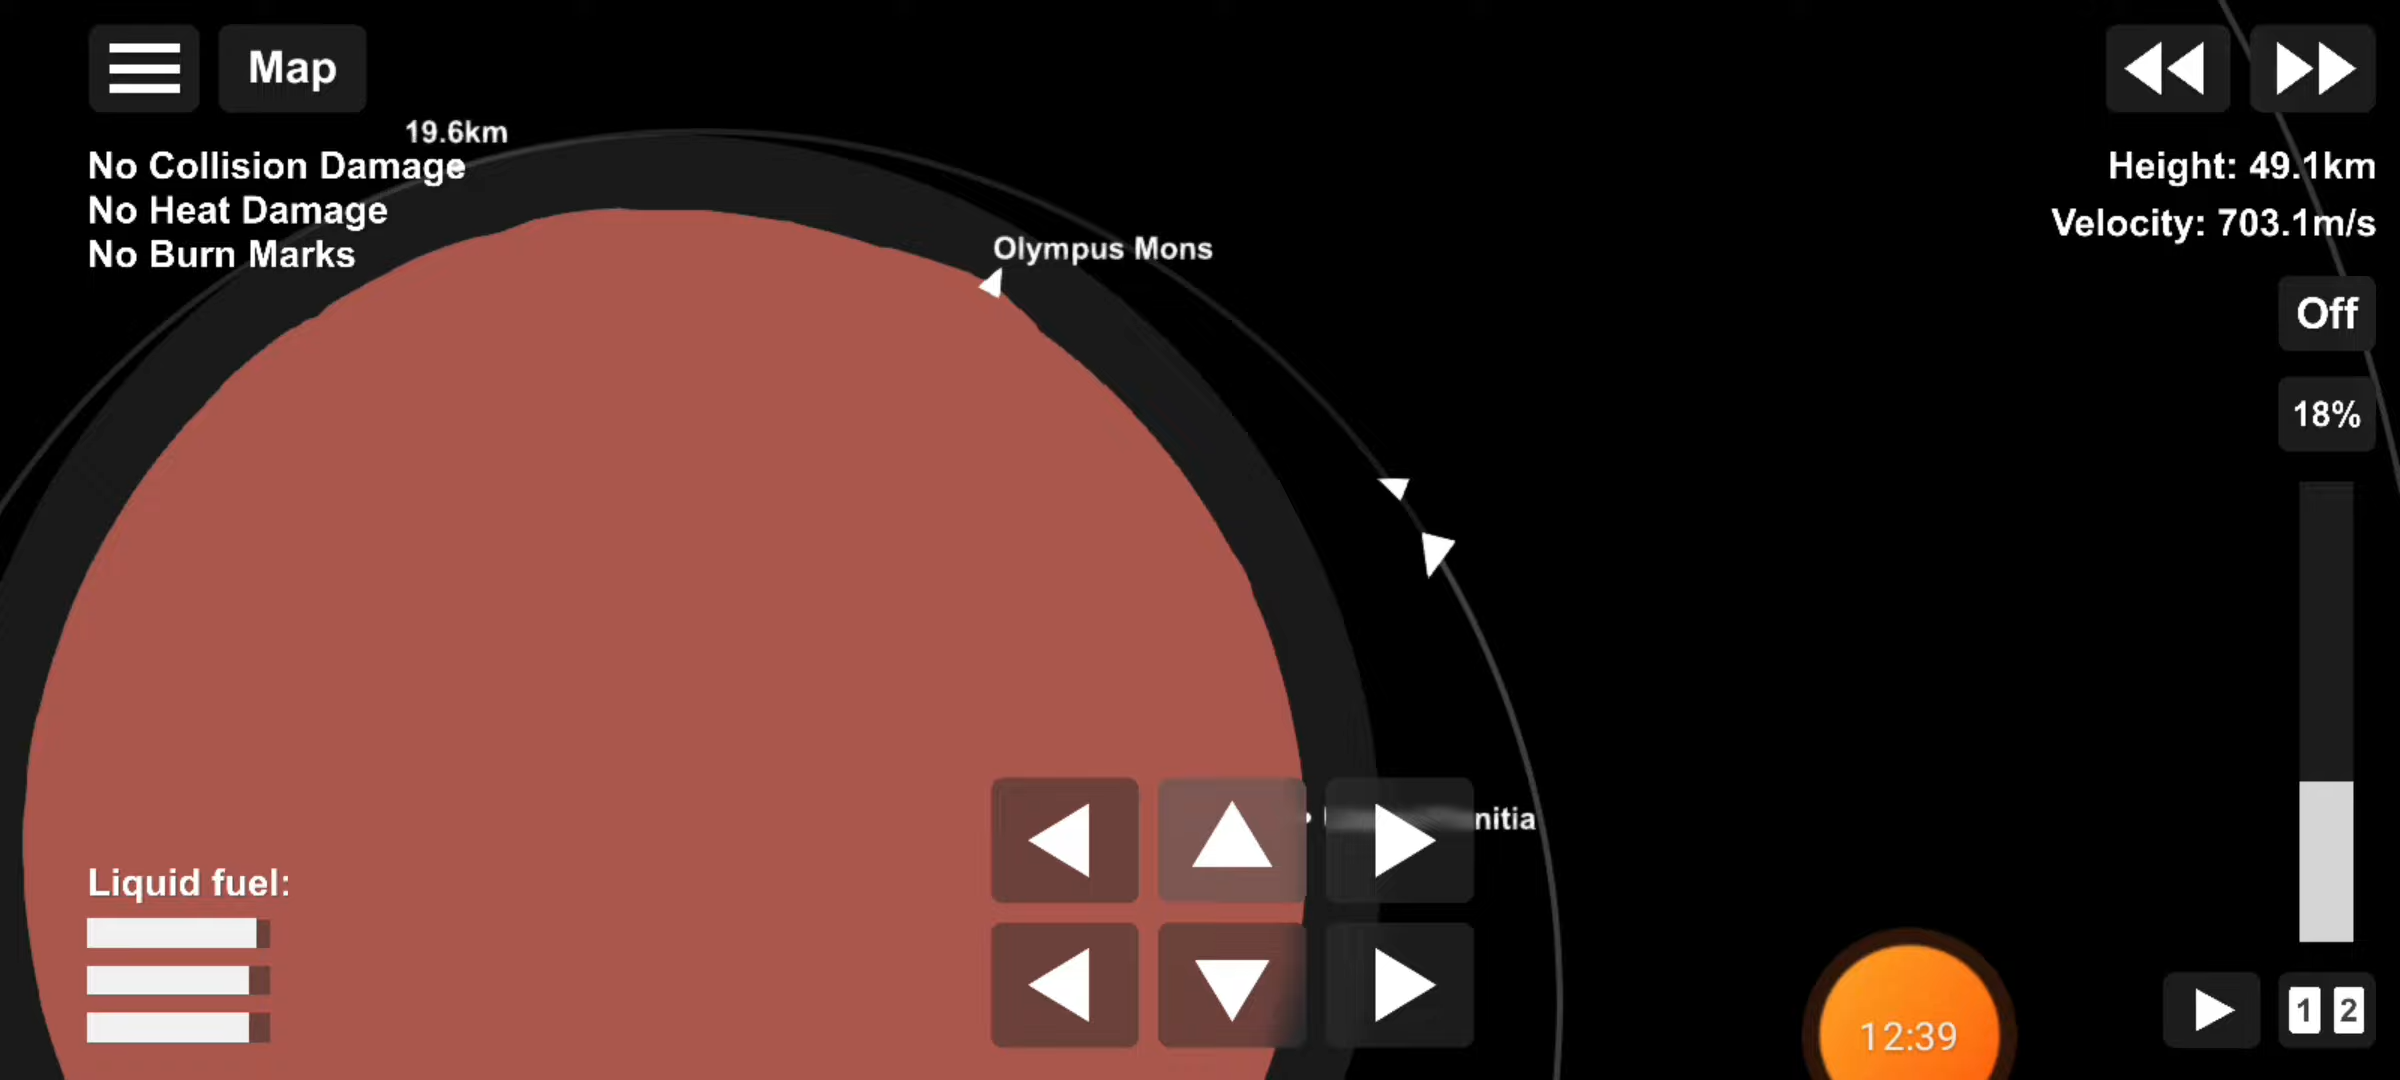 Map
19.6km
No Collision Damage
No Heat Damage
No Burn Marks
Height: 49.1km
Velocity: 703.1m/s
Olympus Mons
Off
18%
nitia
Liquid fuel:
12:39
1 2